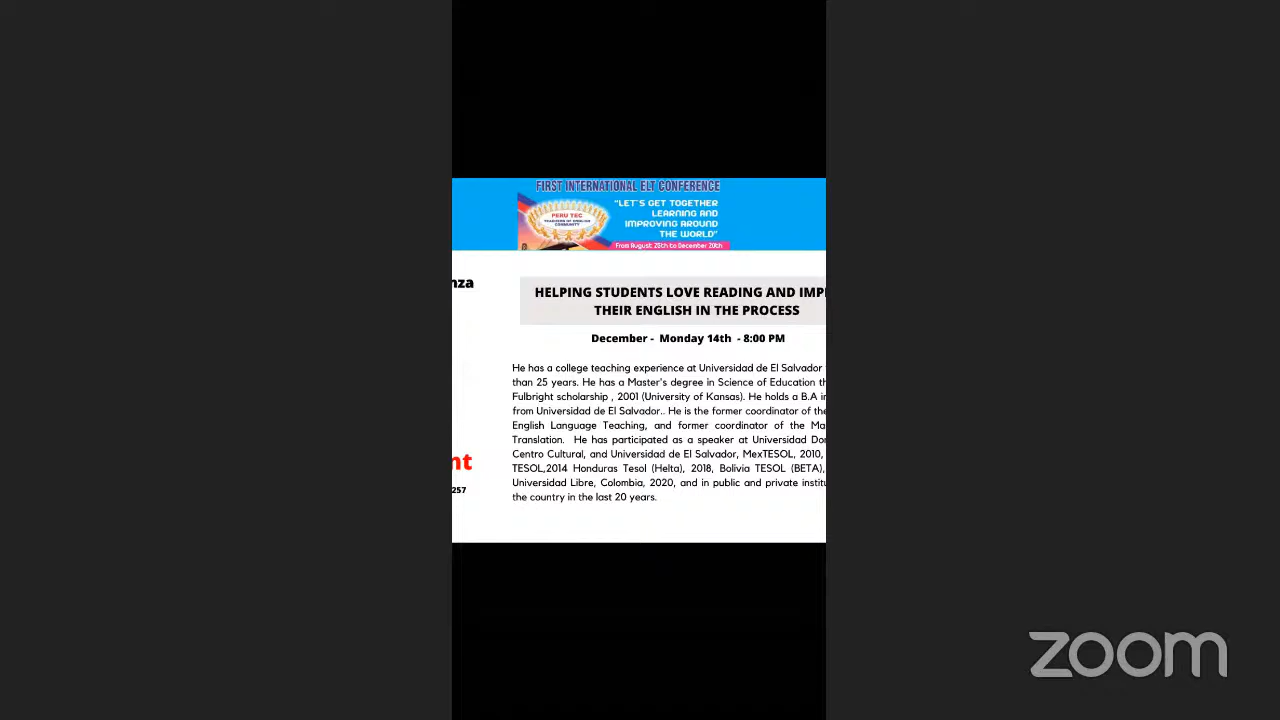 FIRST INTERNATIONAL ELT CONFERENCE
"LET'S GET TOGETHER
LEARNING AND
IMPROVING AROUND
THE WORLD"
From August 25th to December 20th
PERU TEC
TEACHERS OF ENGLISH
COMMUNITY
nza
HELPING STUDENTS LOVE READING AND IMP
THEIR ENGLISH IN THE PROCESS
December - Monday 14th - 8:00 PM
He has a college teaching experience at Universidad de El Salvador
than 25 years. He has a Master's degree in Science of Education th
Fulbright scholarship , 2001 (University of Kansas). He holds a B.A in
from Universidad de El Salvador.. He is the former coordinator of the
English Language Teaching, and former coordinator of the Ma
Translation. He has participated as a speaker at Universidad Don
Centro Cultural, and Universidad de El Salvador, MexTESOL, 2010,
TESOL,2014 Honduras Tesol (Helta), 2018, Bolivia TESOL (BETA),
Universidad Libre, Colombia, 2020, and in public and private institu
the country in the last 20 years.
nt
257
zoom